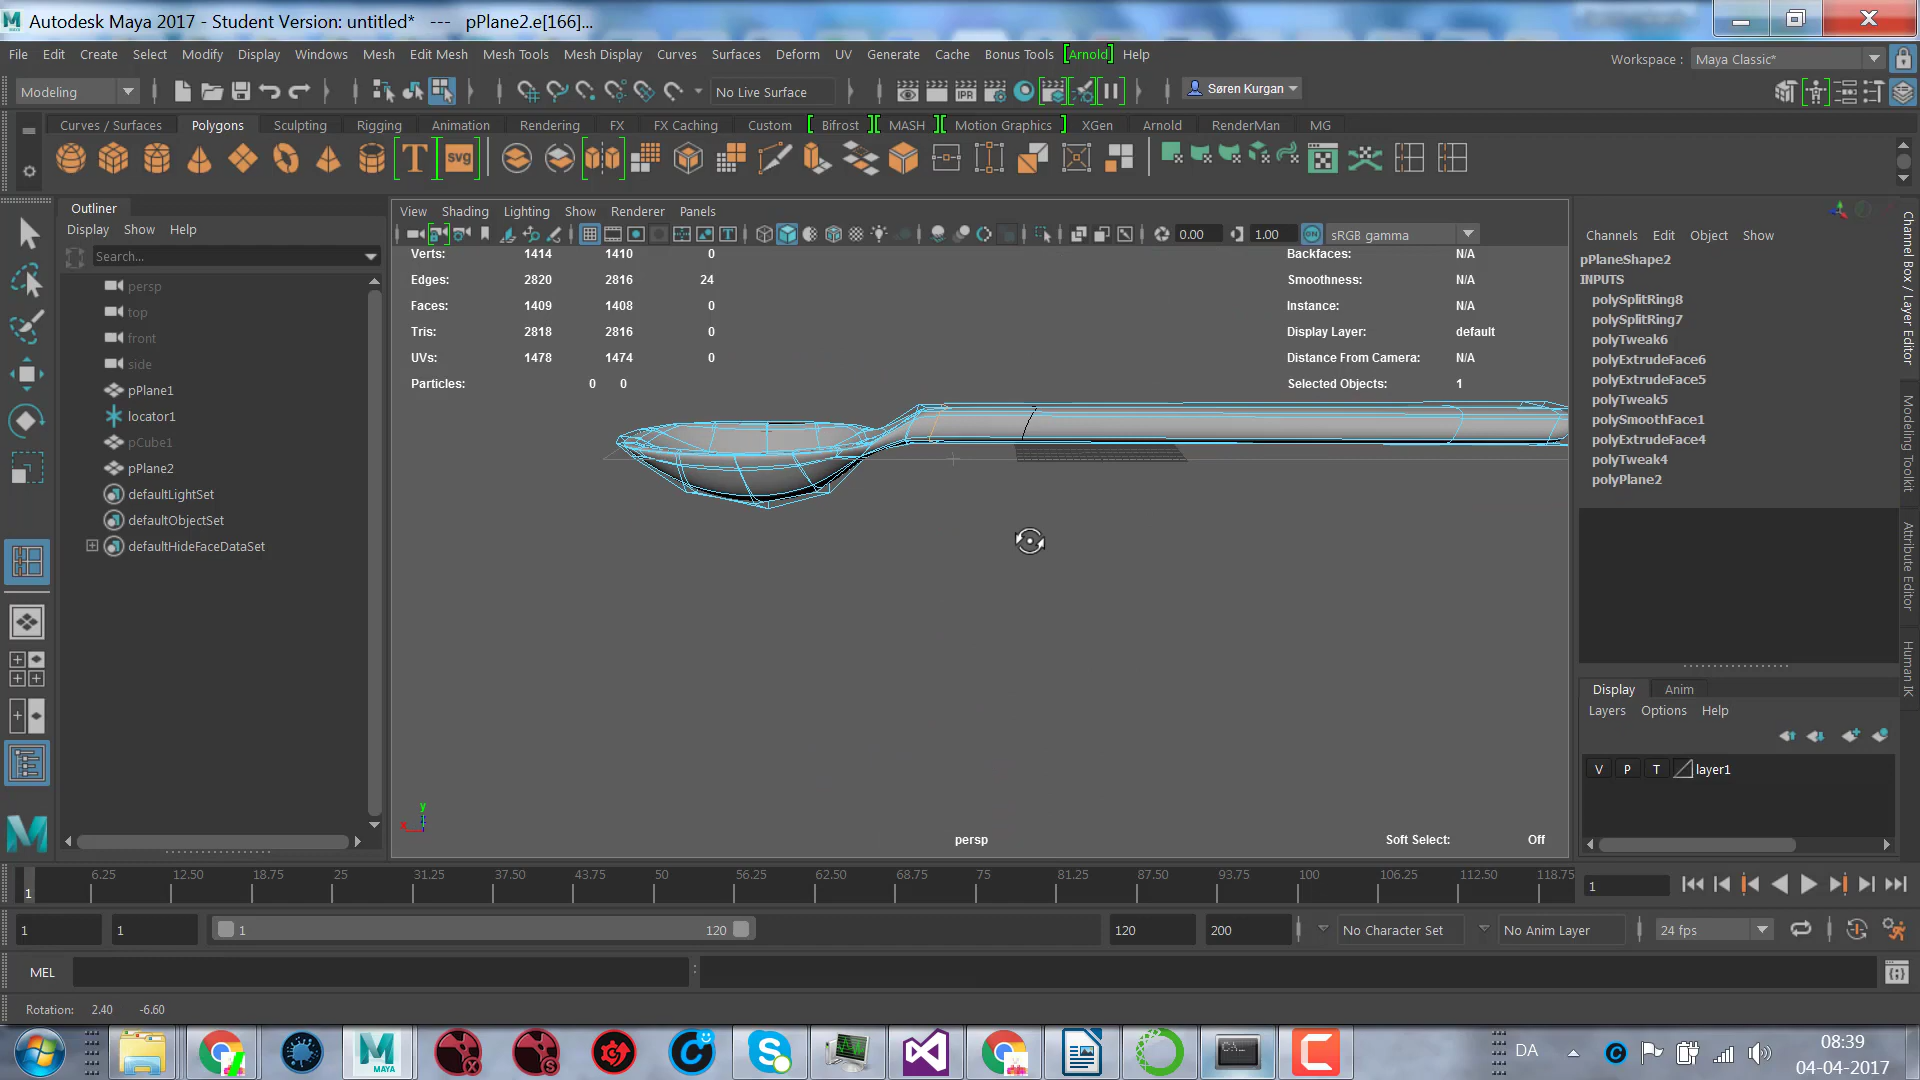 Autodesk Maya 2017 - Student Version: untitled*   ---   pPlane2.e[166]...
File Edit Create Select Modify Display Windows Mesh Edit Mesh Mesh Tools Mesh Display Curves Surfaces Deform UV Generate Cache Bonus Tools [Arnold] Help
Workspace : Maya Classic*
Modeling
No Live Surface
Søren Kurgan
Curves / Surfaces Polygons Sculpting Rigging Animation Rendering FX FX Caching Custom Bifrost MASH Motion Graphics XGen Arnold RenderMan MG
T svg
IPR
Outliner
Display Show Help
Search...
persp
top
front
side
pPlane1
locator1
pCube1
pPlane2
defaultLightSet
defaultObjectSet
defaultHideFaceDataSet
View Shading Lighting Show Renderer Panels
0.00 1.00 ON sRGB gamma
Verts: 1414 1410 0
Edges: 2820 2816 24
Faces: 1409 1408 0
Tris: 2818 2816 0
UVs: 1478 1474 0
Particles: 0 0
Backfaces: N/A
Smoothness: N/A
Instance: N/A
Display Layer: default
Distance From Camera: N/A
Selected Objects: 1
y
x
persp
Soft Select: Off
Channels Edit Object Show
pPlaneShape2
INPUTS
polySplitRing8
polySplitRing7
polyTweak6
polyExtrudeFace6
polyExtrudeFace5
polyTweak5
polySmoothFace1
polyExtrudeFace4
polyTweak4
polyPlane2
Display Anim
Layers Options Help
V P T layer1
Channel Box / Layer Editor
Modeling Toolkit
Attribute Editor
Human IK
1 6.25 12.50 18.75 25 31.25 37.50 43.75 50 56.25 62.50 68.75 75 81.25 87.50 93.75 100 106.25 112.50 118.75
1
1 1 1 120 120 200 No Character Set No Anim Layer 24 fps
MEL
Rotation: 2.40 -6.60
MAYA
DA
08:39
04-04-2017